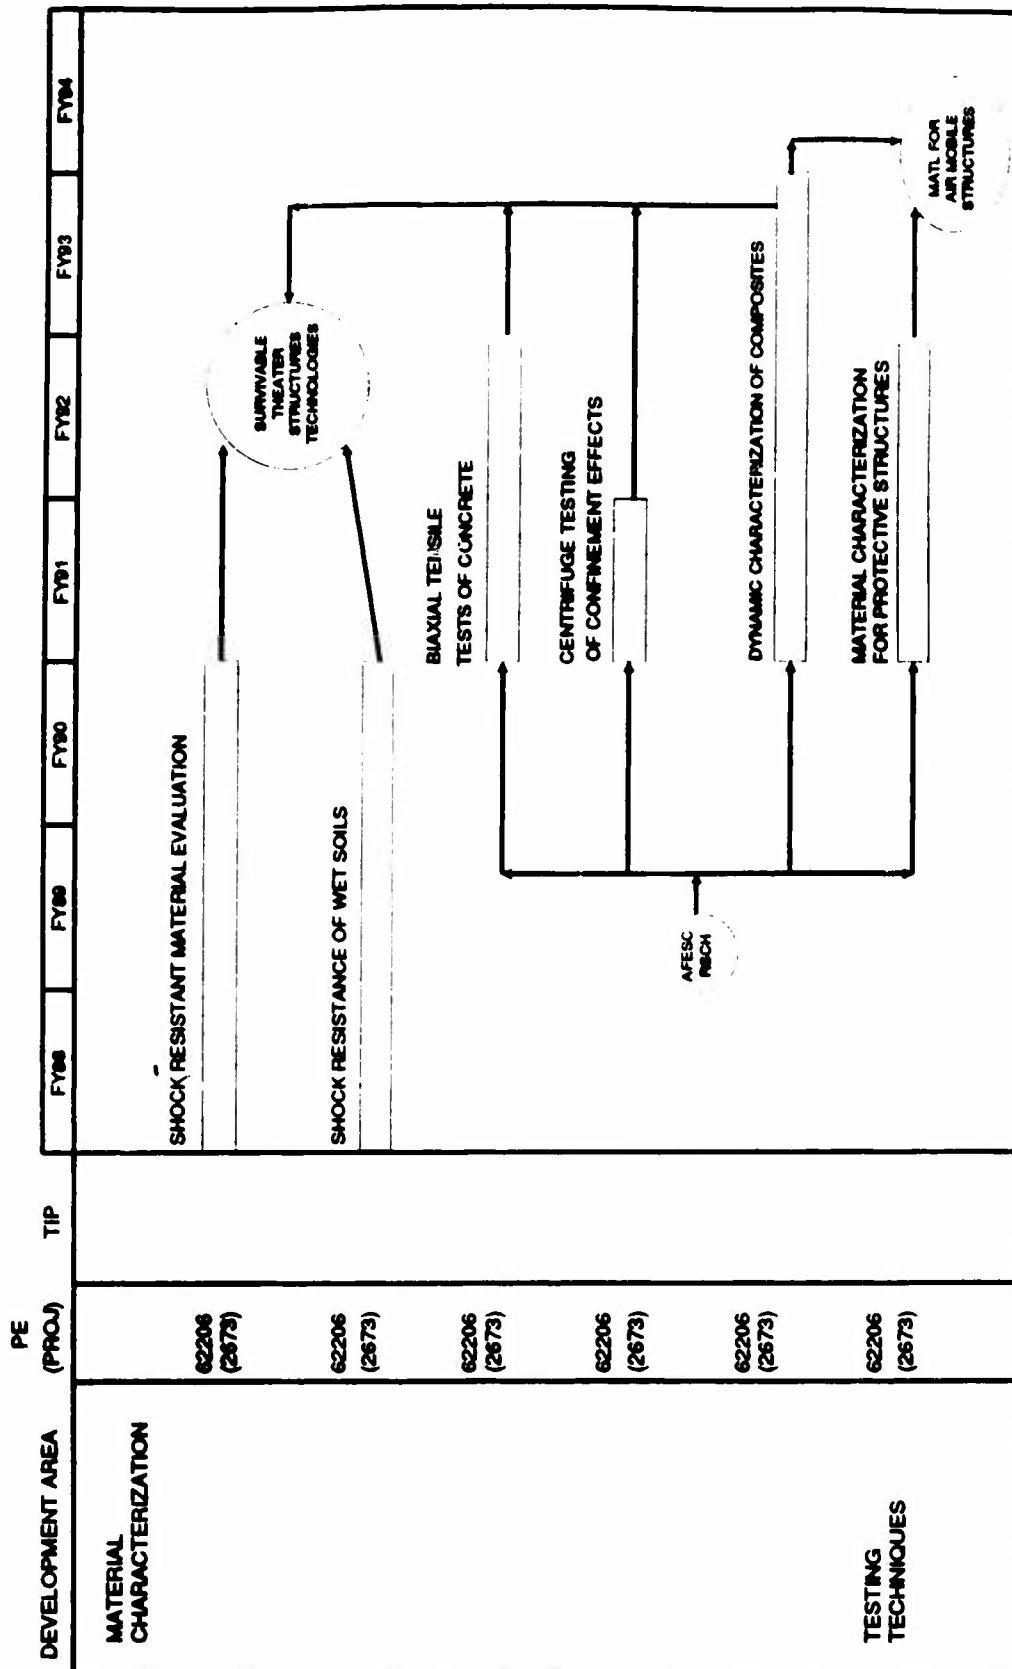 PE
DEVELOPMENT AREA (PROJ) TIP FY88 FY89 FY90 FY91 FY92 FY93 FY94
MATERIAL
CHARACTERIZATION
SHOCK RESISTANT MATERIAL EVALUATION
62206
(2673)
SURVIVABLE
THEATER
STRUCTURES
TECHNOLOGIES
SHOCK RESISTANCE OF WET SOILS
62206
(2673)
BIAXIAL TENSILE
TESTS OF CONCRETE
62206
(2673)
CENTRIFUGE TESTING
OF CONFINEMENT EFFECTS
62206
(2673)
AFESC
RBCH
DYNAMIC CHARACTERIZATION OF COMPOSITES
62206
(2673)
MATERIAL CHARACTERIZATION
FOR PROTECTIVE STRUCTURES
TESTING
TECHNIQUES
62206
(2673)
MATL FOR
AIR MOBILE
STRUCTURES